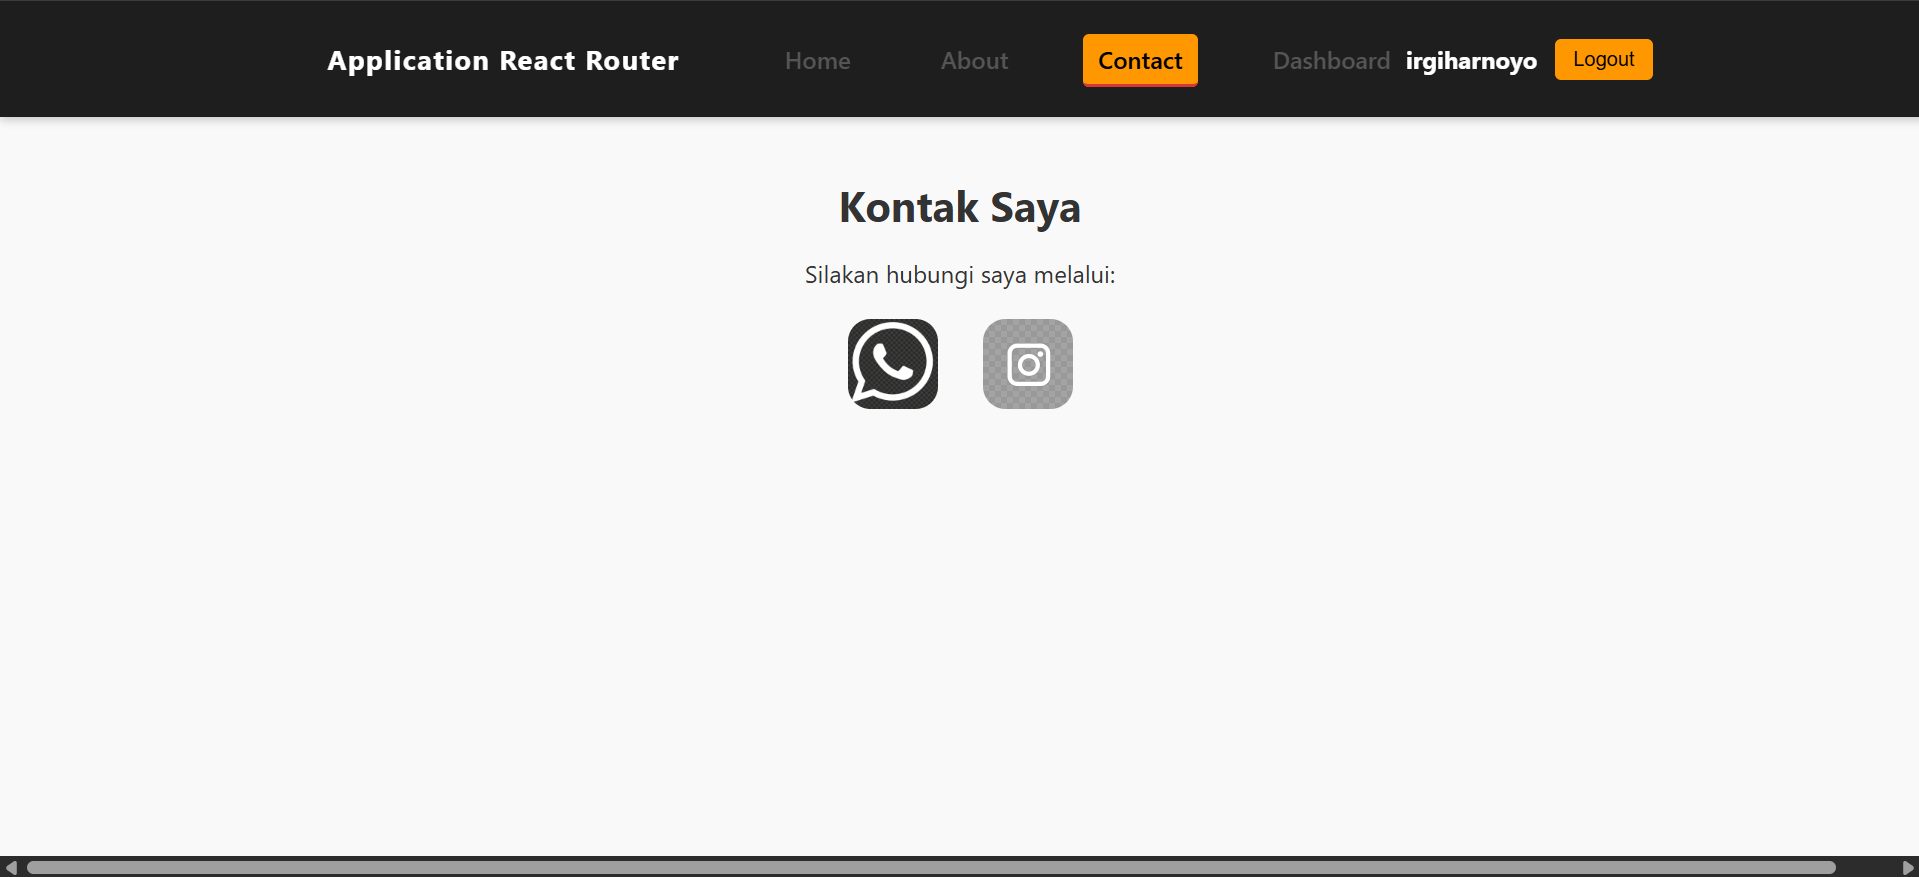 Application React Router Home About Contact Dashboard irgiharnoyo Logout
Kontak Saya
Silakan hubungi saya melalui: